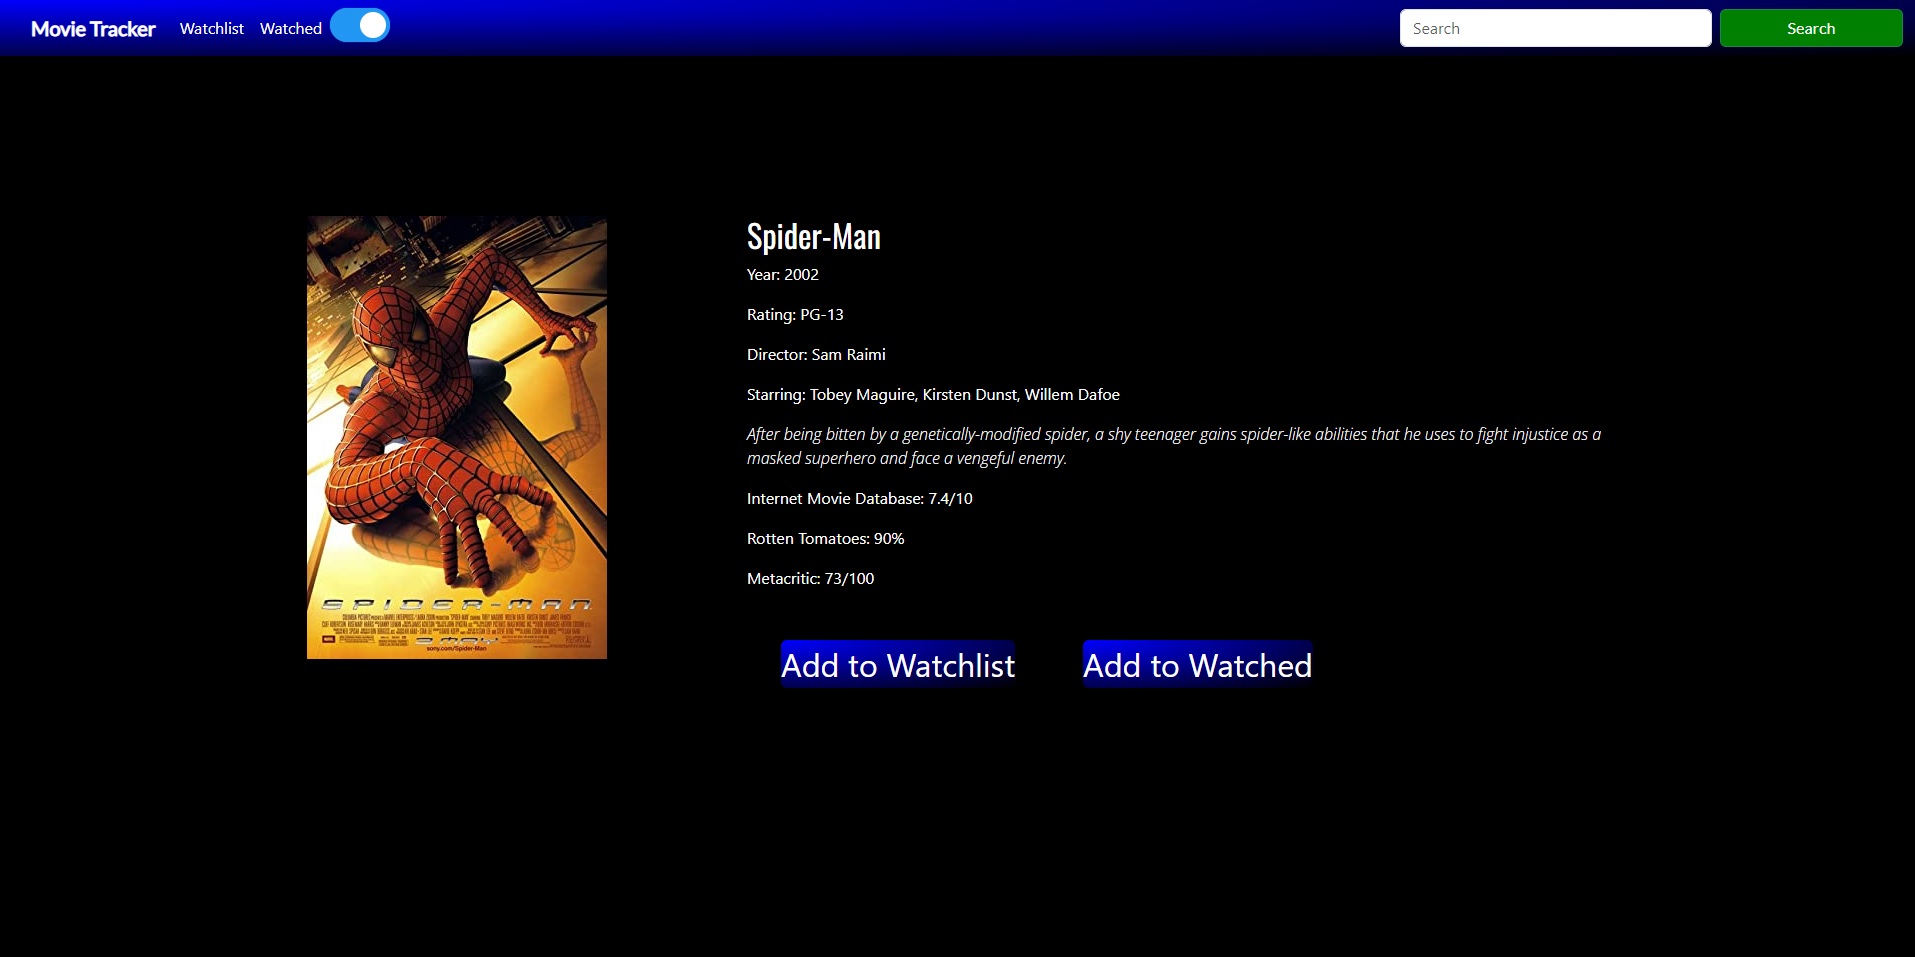 Movie Tracker Watchlist Watched Search Search
Spider-Man
Year: 2002
Rating: PG-13
Director: Sam Raimi
Starring: Tobey Maguire, Kirsten Dunst, Willem Dafoe
After being bitten by a genetically-modified spider, a shy teenager gains spider-like abilities that he uses to fight injustice as a
masked superhero and face a vengeful enemy.
Internet Movie Database: 7.4/10
Rotten Tomatoes: 90%
Metacritic: 73/100
SPIDER-MAN
sony.com/Spider-Man
Add to Watchlist Add to Watched